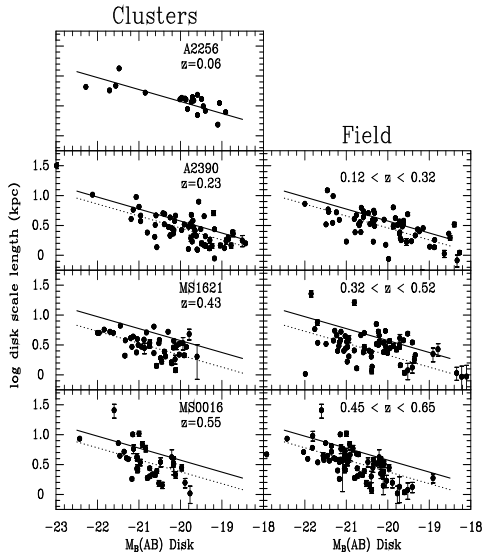 Clusters
A2256
z=0.06
Field
A2390
z=0.23
0.12 < z < 0.32
1.5
1.0
0.5
0
MS1621
z=0.43
0.32 < z < 0.52
1.5
1.0
0.5
0
MS0016
z=0.55
0.45 < z < 0.65
1.5
1.0
0.5
0
log disk scale length (kpc)
-23 -22 -21 -20 -19 -18 -22 -21 -20 -19 -18
M_B(AB) Disk M_B(AB) Disk